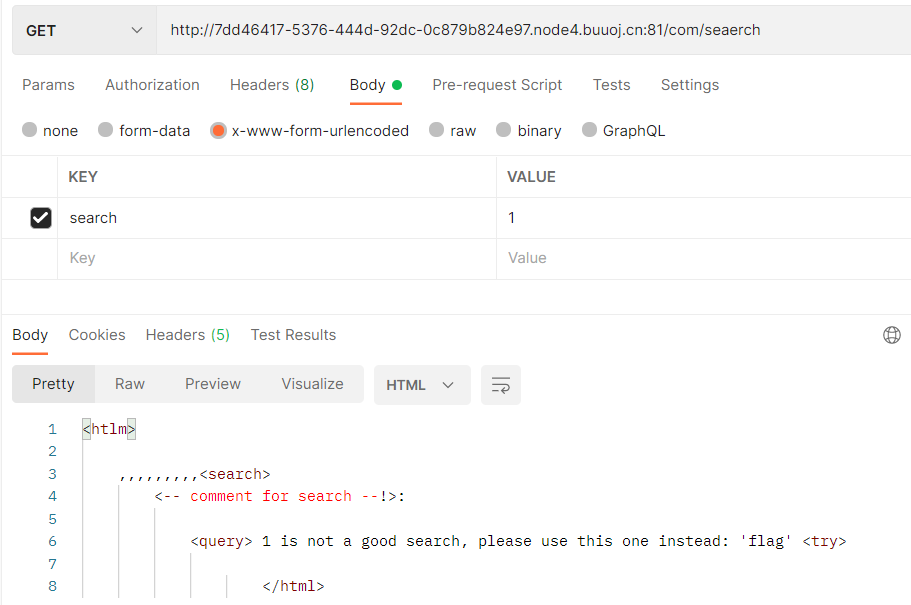 GET http://7dd46417-5376-444d-92dc-0c879b824e97.node4.buuoj.cn:81/com/seaerch
Params Authorization Headers (8) Body Pre-request Script Tests Settings
none form-data x-www-form-urlencoded raw binary GraphQL
KEY VALUE
search 1
Key Value
Body Cookies Headers (5) Test Results
Pretty Raw Preview Visualize HTML
1 <htlm>
2
3 ,,,,,,,,,<search>
4 <-- comment for search --!>:
5
6 <query> 1 is not a good search, please use this one instead: 'flag' <try>
7
8 </html>